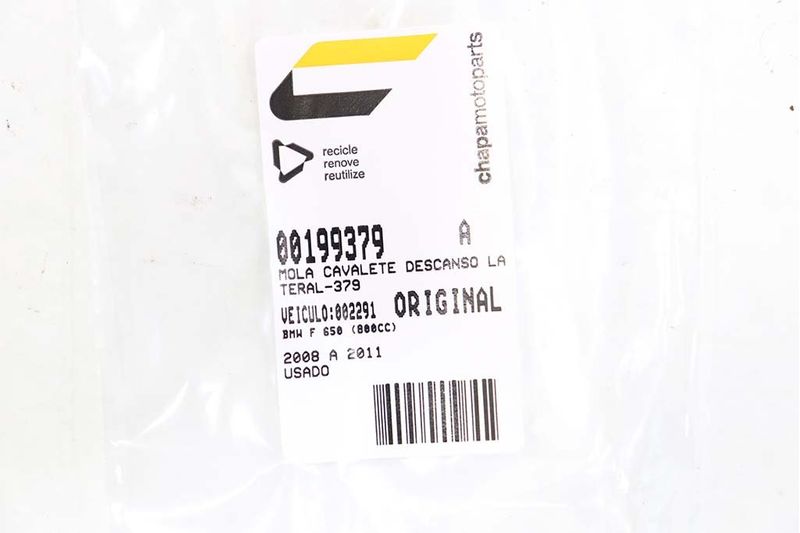 chapamotoparts
recicle
renove
reutilize
00199379 A
MOLA CAVALETE DESCANSO LA
TERAL-379
VEICULO:002291 ORIGINAL
BMW F 650 (800CC)
2008 A 2011
USADO